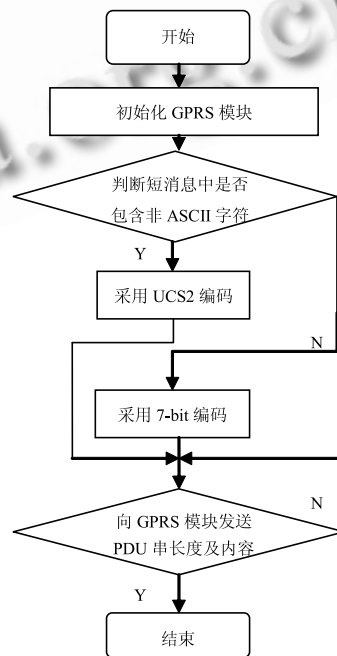 开始
初始化 GPRS 模块
判断短消息中是否
包含非 ASCII 字符
Y
采用 UCS2 编码
N
采用 7-bit 编码
N
向 GPRS 模块发送
PDU 串长度及内容
Y
结束